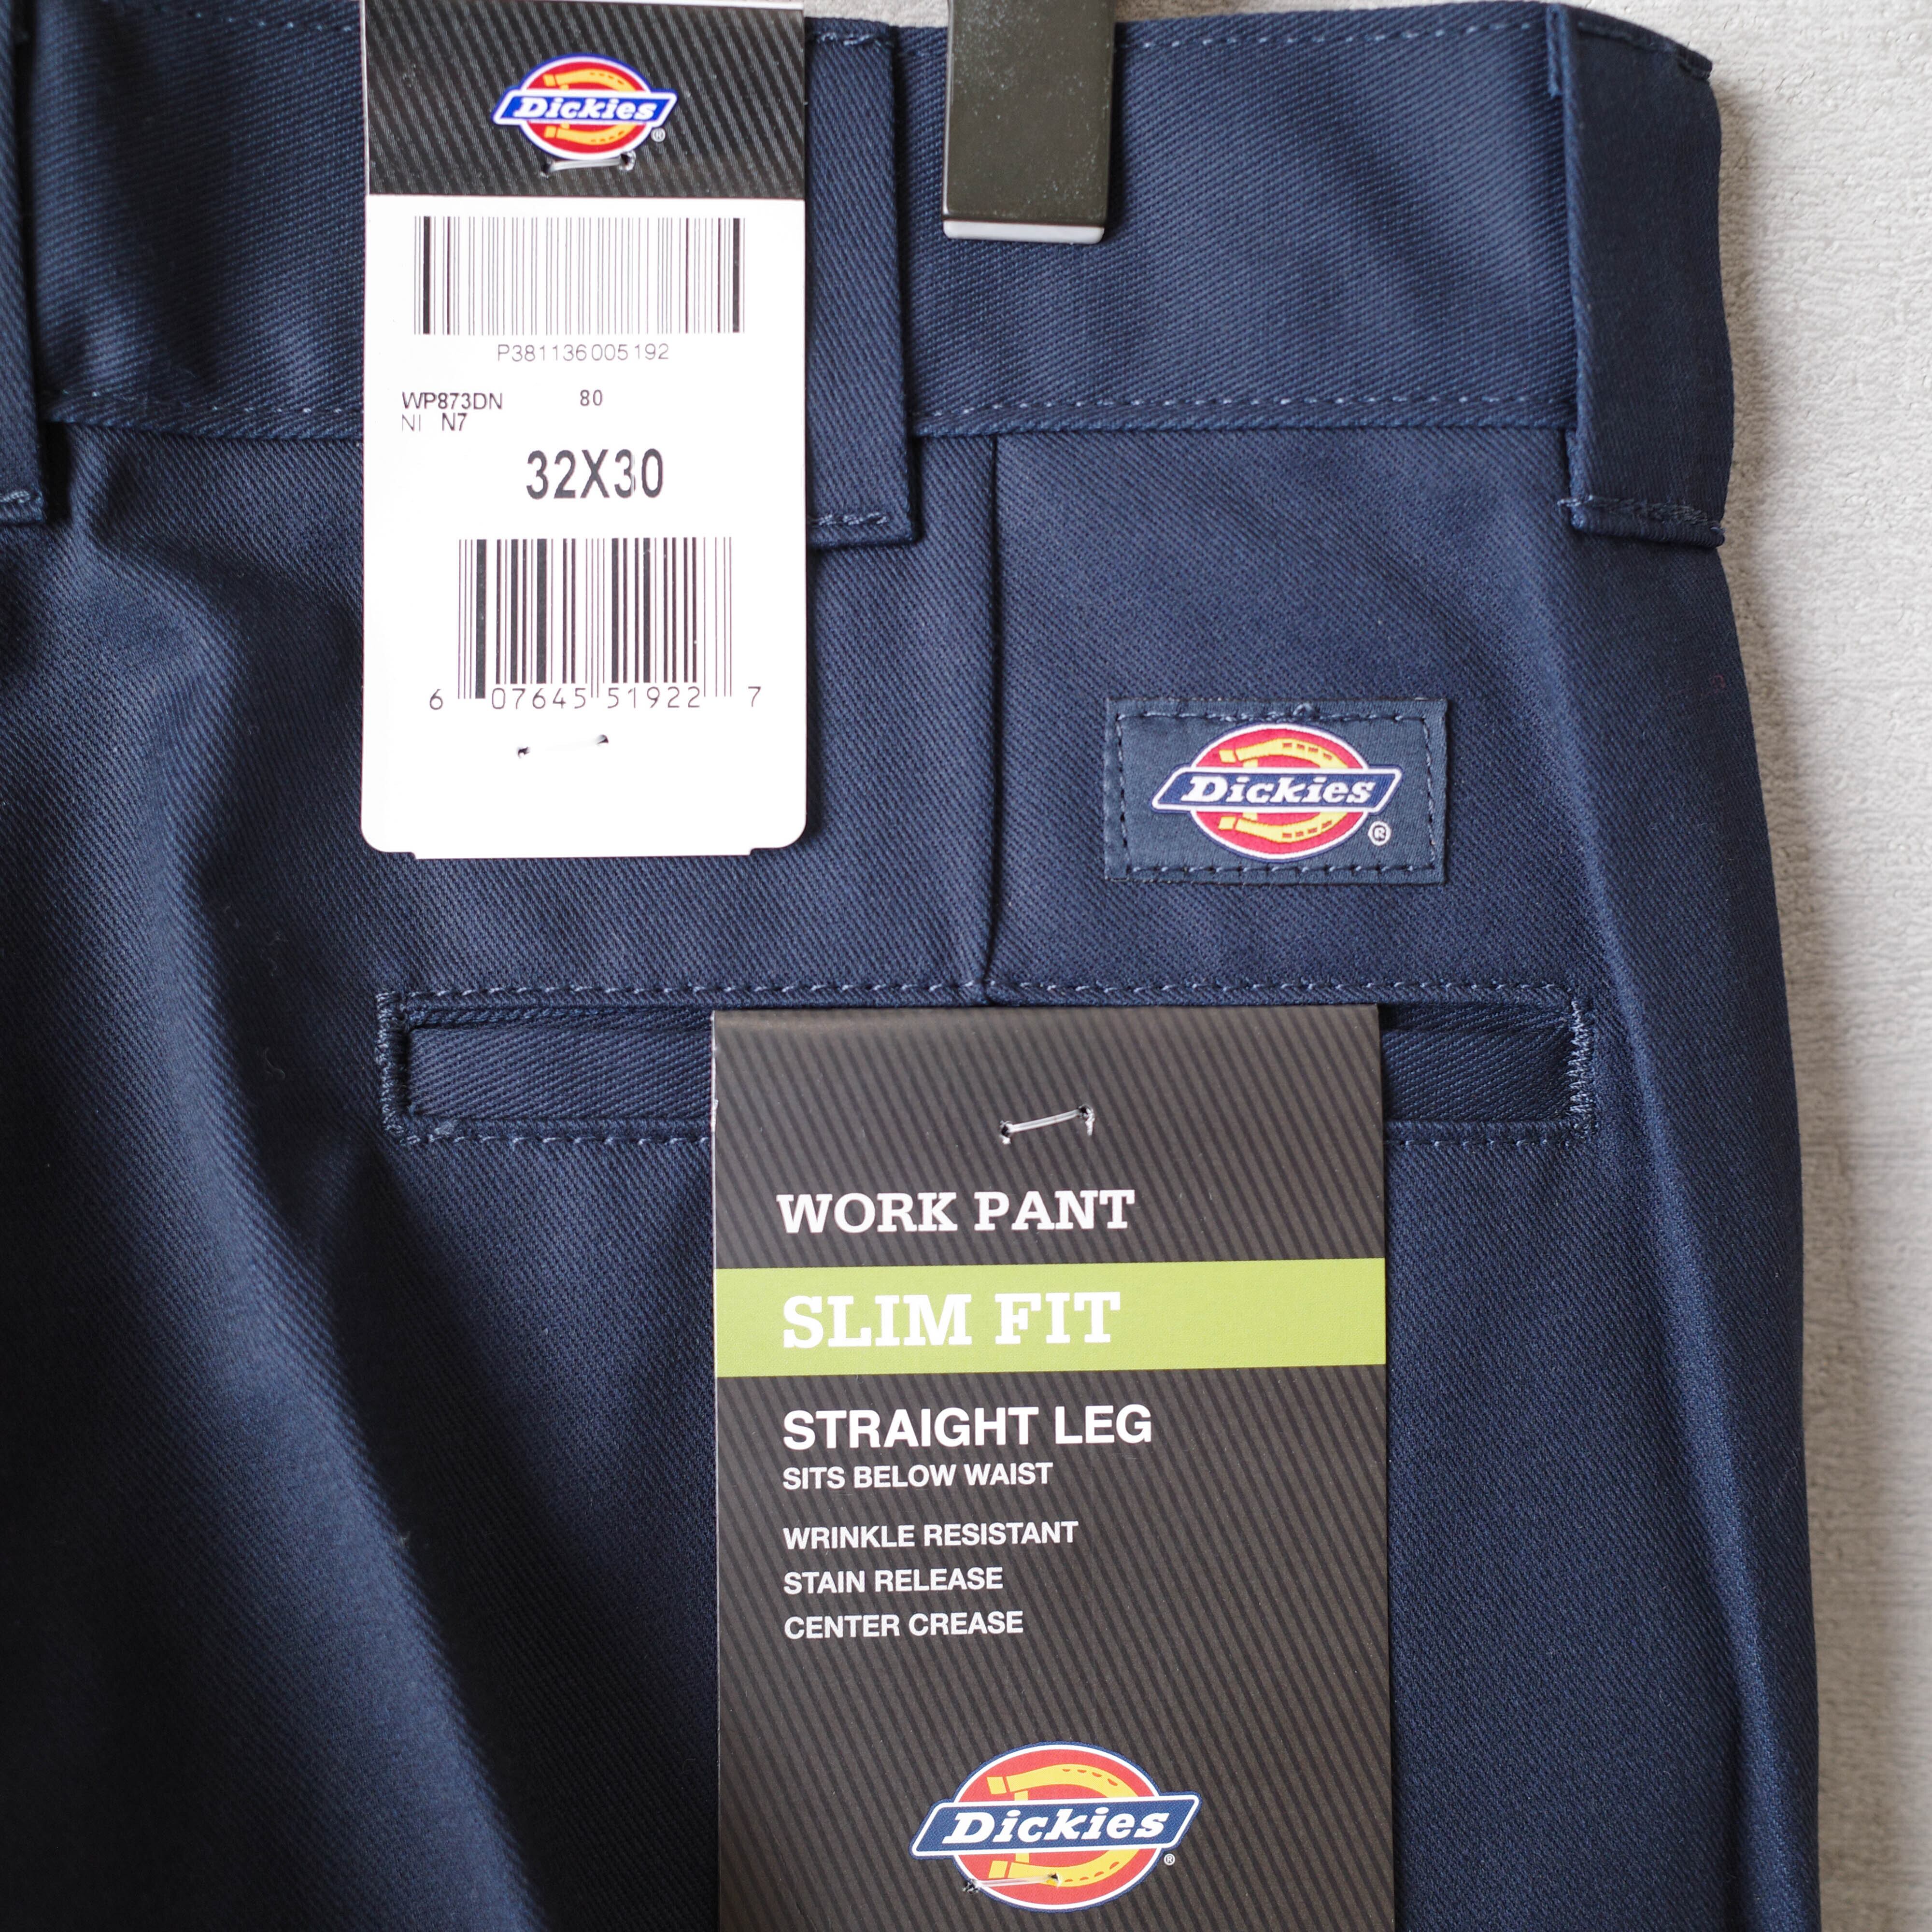 Dickies®
P381136005192
WP873DN 80
NI N7
32X30
6 07645 51922 7
Dickies®
WORK PANT
SLIM FIT
STRAIGHT LEG
SITS BELOW WAIST
WRINKLE RESISTANT
STAIN RELEASE
CENTER CREASE
Dickies®